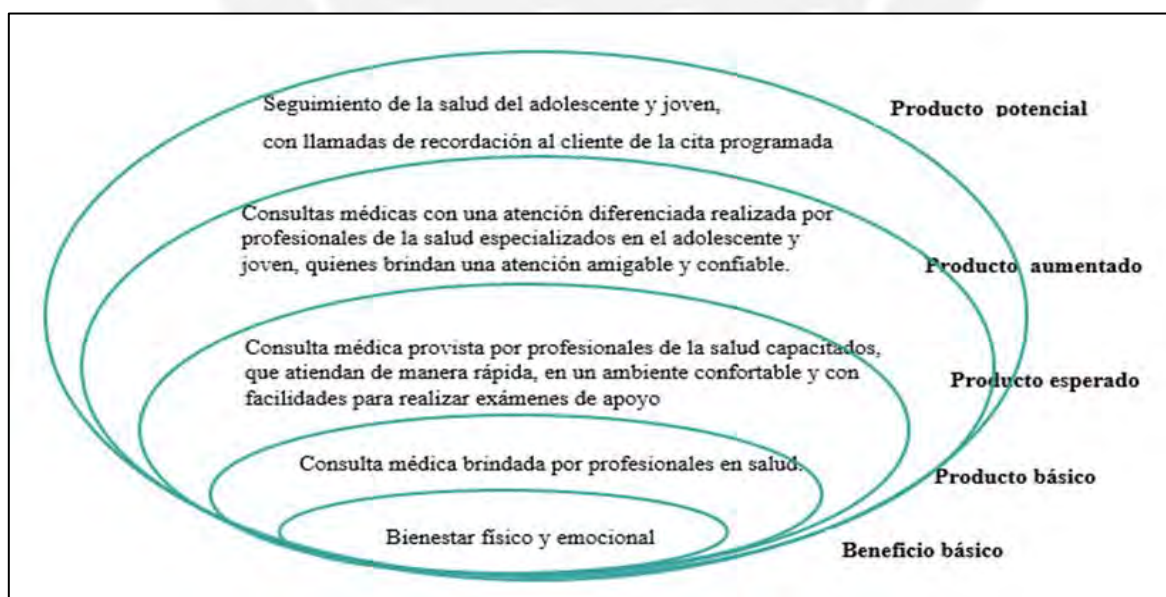 Seguimiento de la salud del adolescente y joven,
Producto potencial
con llamadas de recordación al cliente de la cita programada
Consultas médicas con una atención diferenciada realizada por
profesionales de la salud especializados en el adolescente y
joven, quienes brindan una atención amigable y confiable.
Producto aumentado
Consulta médica provista por profesionales de la salud capacitados,
que atiendan de manera rápida, en un ambiente confortable y con
facilidades para realizar exámenes de apoyo
Producto esperado
Consulta médica brindada por profesionales en salud.
Producto básico
Bienestar físico y emocional
Beneficio básico